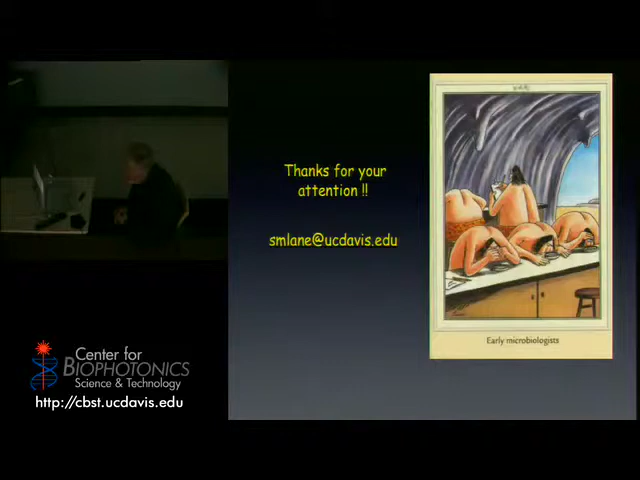 Thanks for your
attention !!
smlane@ucdavis.edu
Early microbiologists
Center for
BIOPHOTONICS
Science & Technology
http://cbst.ucdavis.edu